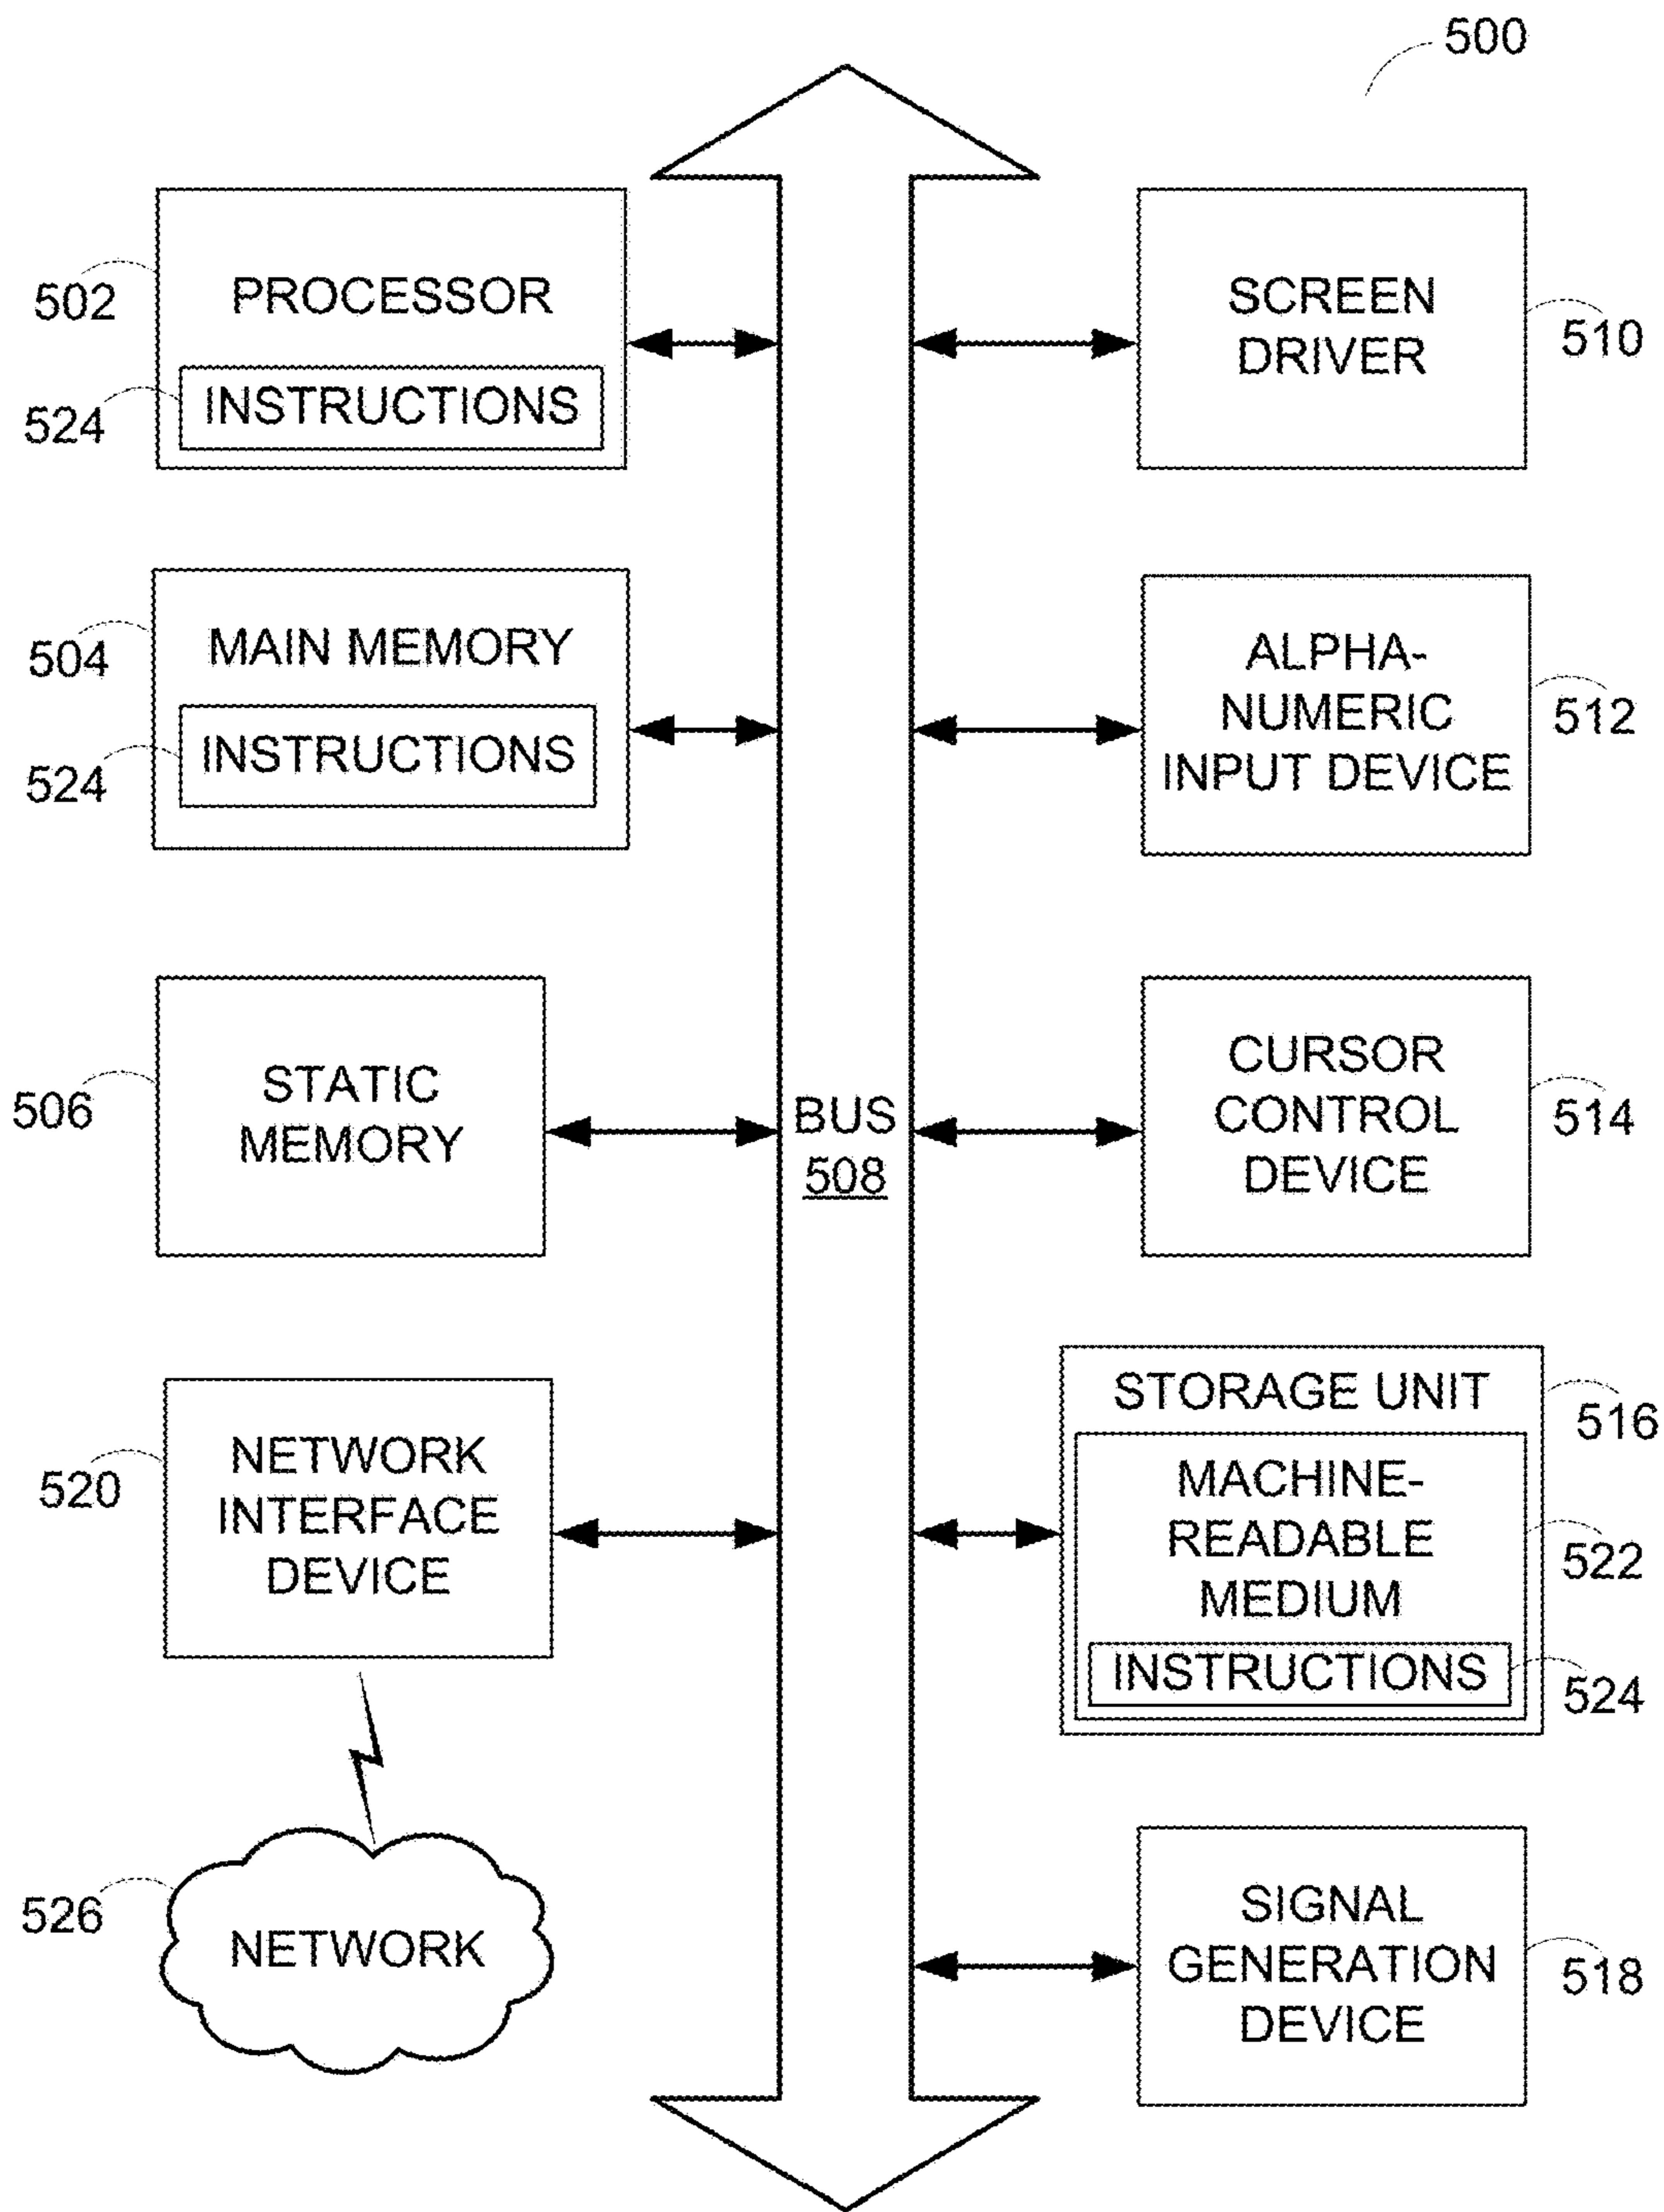 500
PROCESSOR
502
INSTRUCTIONS
524
MAIN MEMORY
504
INSTRUCTIONS
524
STATIC
MEMORY
506
NETWORK
INTERFACE
DEVICE
520
NETWORK
526
BUS
508
SCREEN
DRIVER
510
ALPHA-
NUMERIC
INPUT DEVICE
512
CURSOR
CONTROL
DEVICE
514
STORAGE UNIT
516
MACHINE-
READABLE
MEDIUM
522
INSTRUCTIONS
524
SIGNAL
GENERATION
DEVICE
518